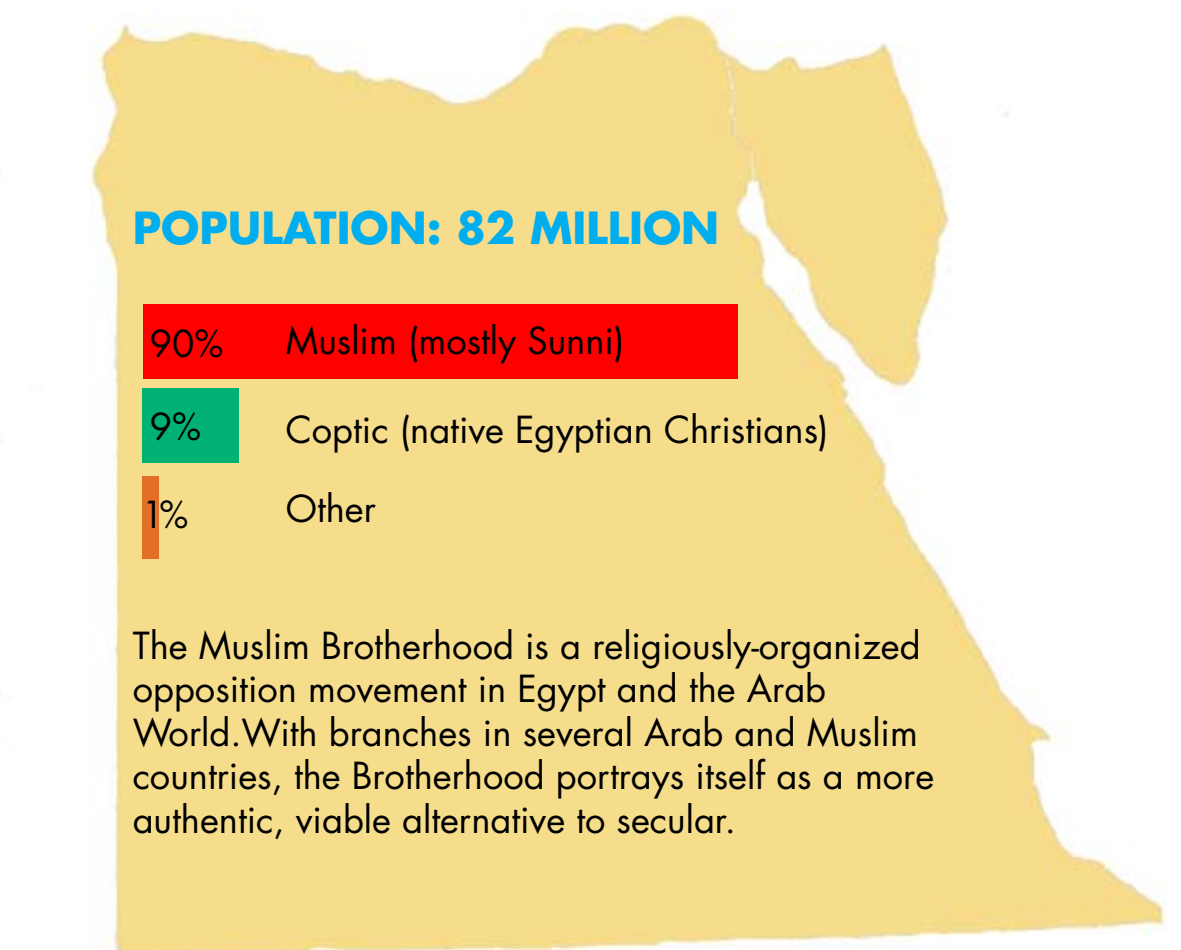 POPULATION: 82 MILLION
90% Muslim (mostly Sunni)
9% Coptic (native Egyptian Christians)
1% Other
The Muslim Brotherhood is a religiously-organized
opposition movement in Egypt and the Arab
World.With branches in several Arab and Muslim
countries, the Brotherhood portrays itself as a more
authentic, viable alternative to secular.